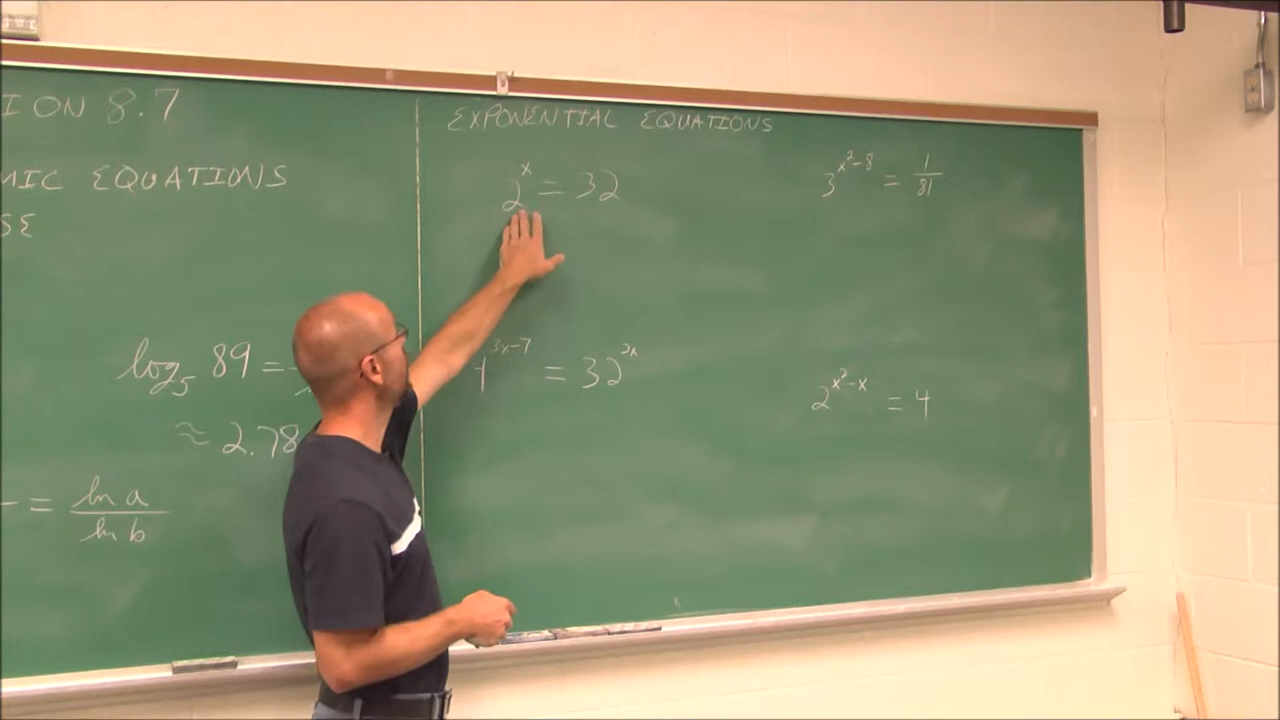 ION 8.7
MIC EQUATIONS
SE
log₅ 89 =
≈ 2.78
= ln a / ln b
EXPONENTIAL EQUATIONS
2^x = 32
3^(x²-8) = 1/81
^(3x-7) = 32^(2x)
2^(x²-x) = 4